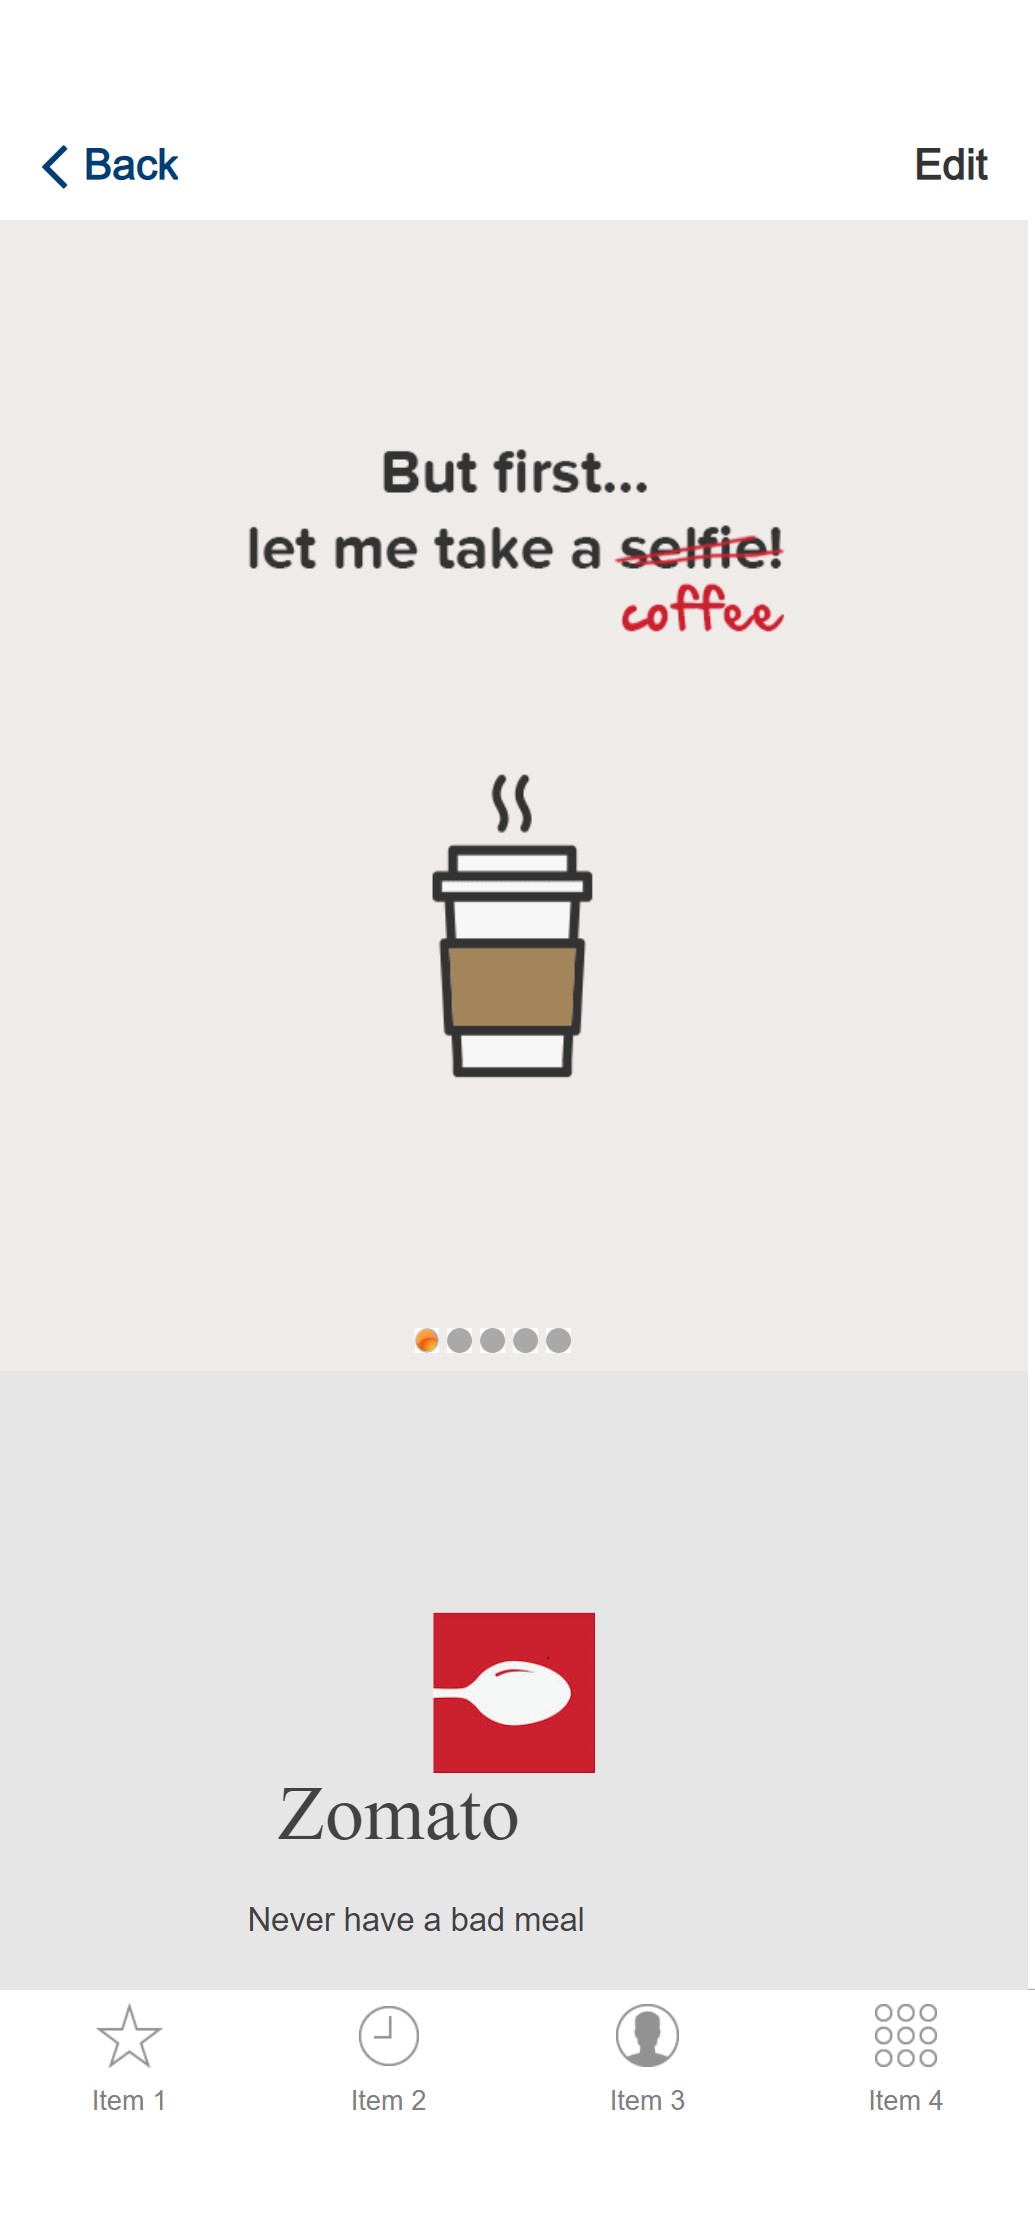 Back
Edit
But first...
let me take a selfie!
coffee
Zomato
Never have a bad meal
Item 1
Item 2
Item 3
Item 4